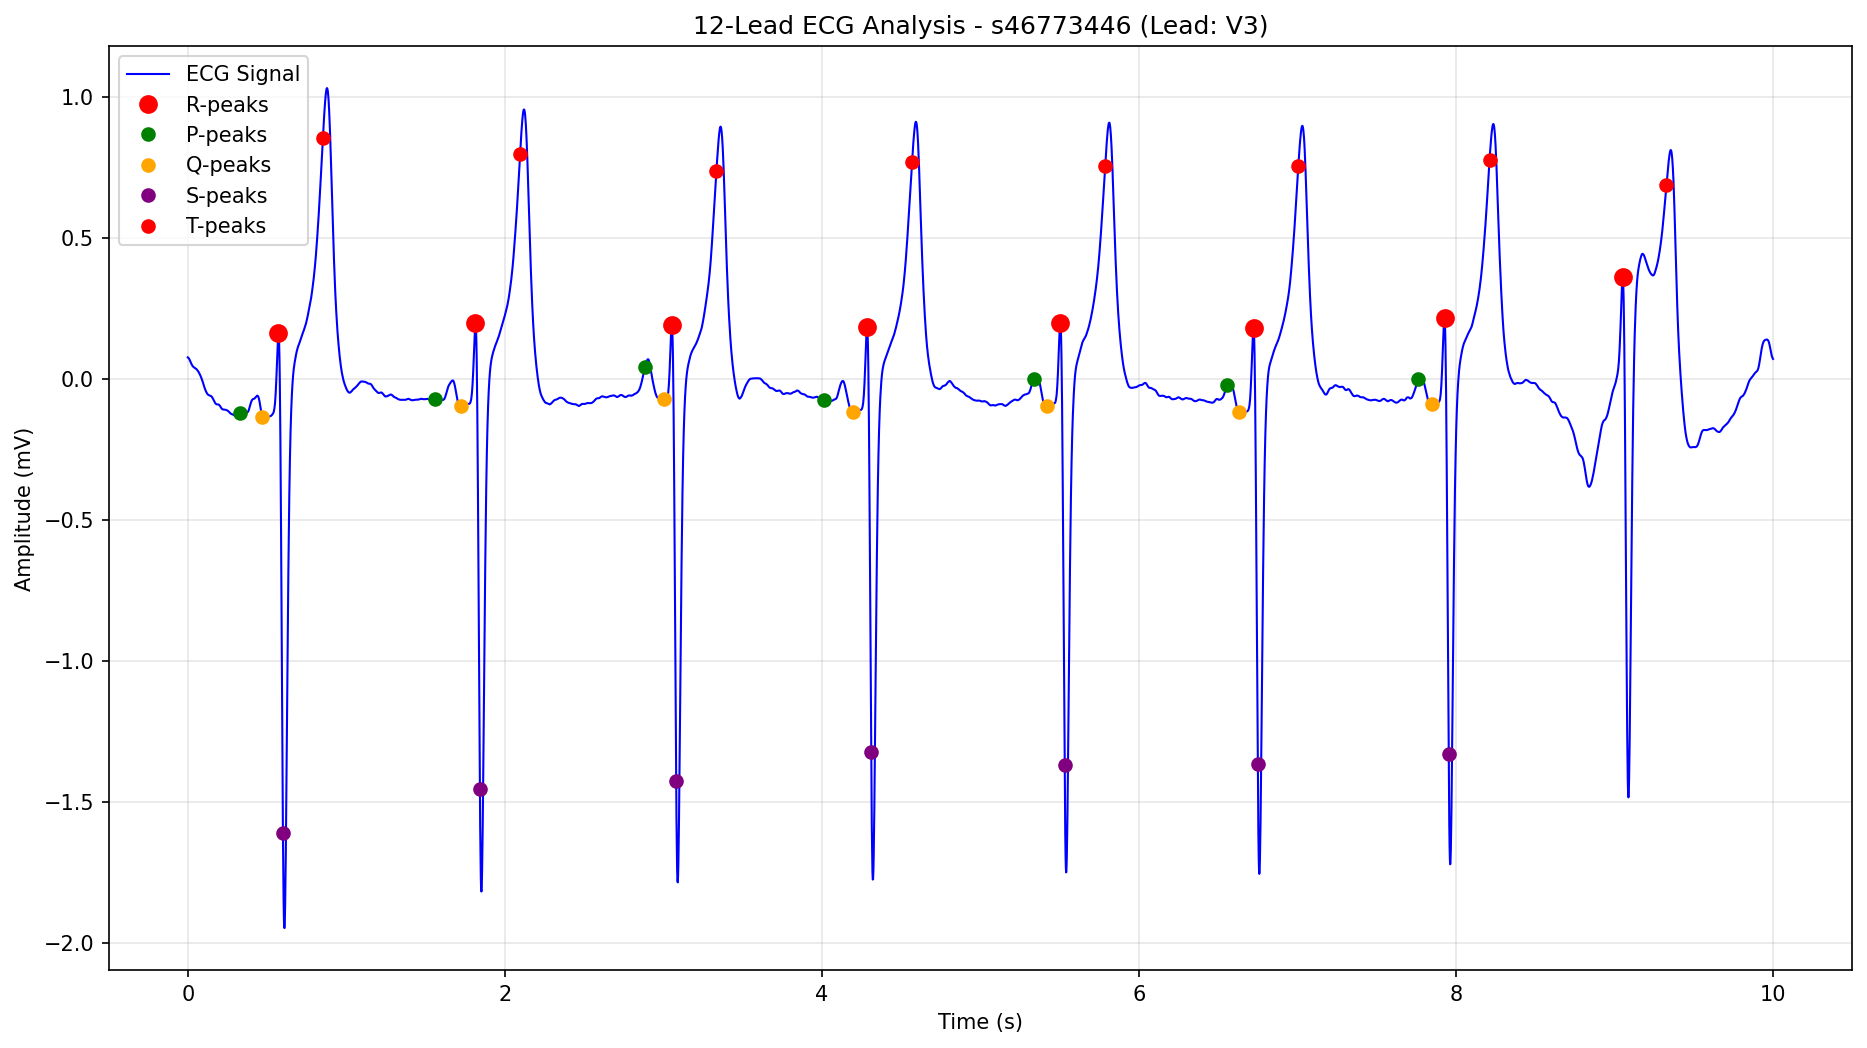 12-Lead ECG Analysis - s46773446 (Lead: V3)
ECG Signal
R-peaks
P-peaks
Q-peaks
S-peaks
T-peaks
Amplitude (mV)
1.0
0.5
0.0
−0.5
−1.0
−1.5
−2.0
0 2 4 6 8 10
Time (s)